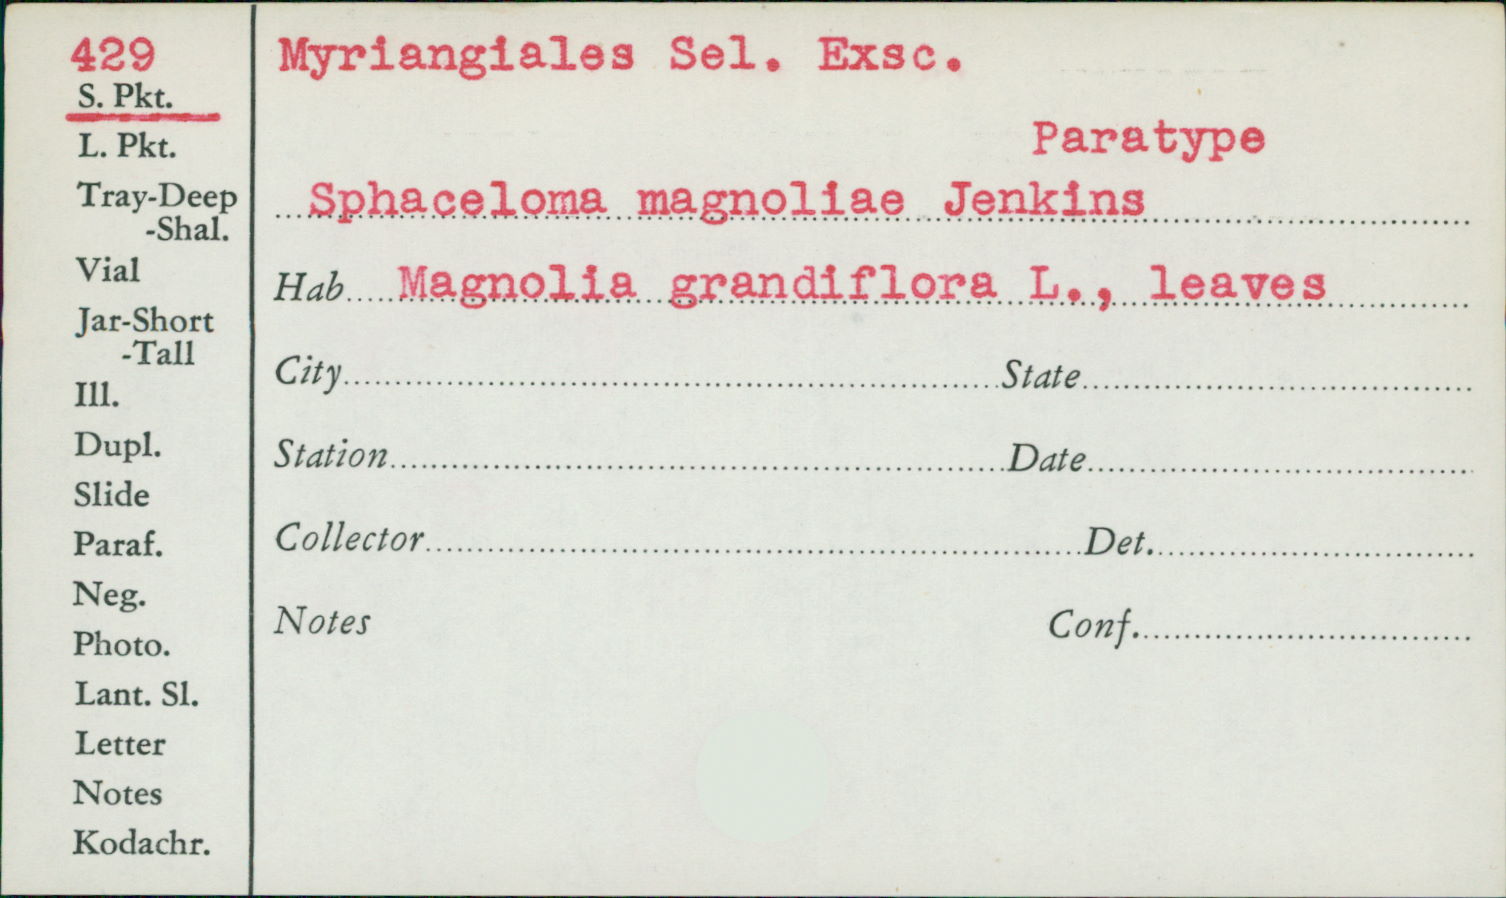 429
S. Pkt.
L. Pkt.
Tray-Deep
-Shal.
Vial
Jar-Short
-Tall
Ill.
Dupl.
Slide
Paraf.
Neg.
Photo.
Lant. Sl.
Letter
Notes
Kodachr.
Myriangiales Sel. Exsc.
Paratype
Sphaceloma magnoliae Jenkins
Hab Magnolia grandiflora L., leaves
City State
Station Date
Collector Det.
Notes Conf.